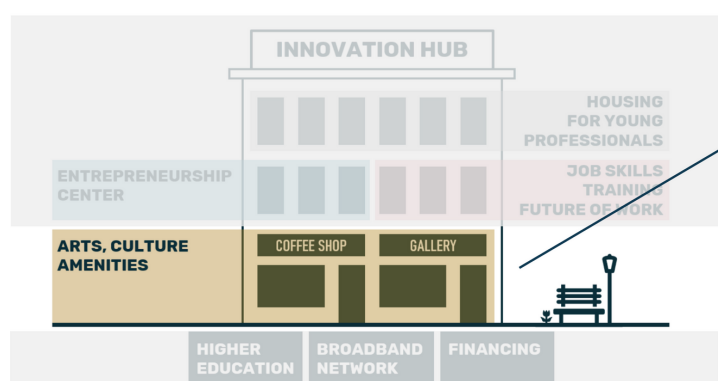 INNOVATION HUB
HOUSING
FOR YOUNG
PROFESSIONALS
ENTREPRENEURSHIP
CENTER
JOB SKILLS
TRAINING
FUTURE OF WORK
ARTS, CULTURE
AMENITIES
COFFEE SHOP
GALLERY
HIGHER
EDUCATION
BROADBAND
NETWORK
FINANCING